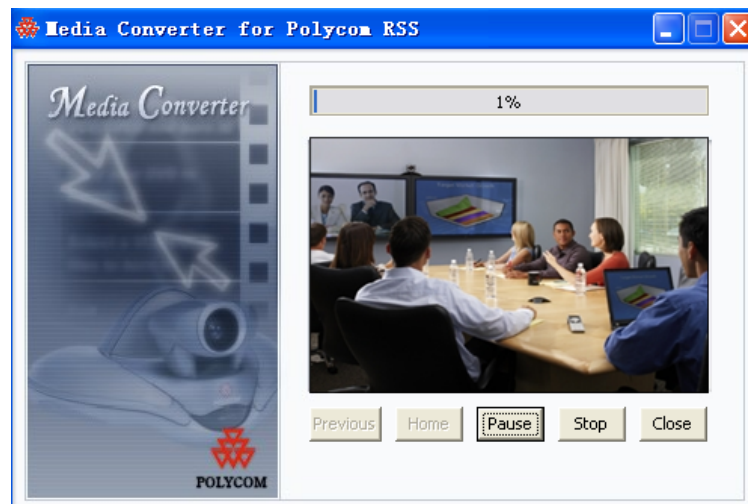 Media Converter for Polycom RSS
Media Converter
1%
Previous Home Pause Stop Close
POLYCOM